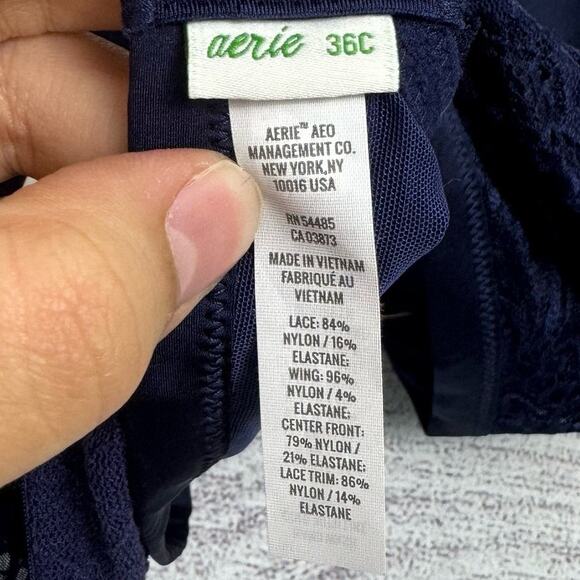 aerie 36C
AERIE™ AEO
MANAGEMENT CO.
NEW YORK,NY
10016 USA
RN 54485
CA 03873
MADE IN VIETNAM
FABRIQUÉ AU
VIETNAM
LACE: 84%
NYLON / 16%
ELASTANE;
WING: 96%
NYLON / 4%
ELASTANE;
CENTER FRONT:
79% NYLON /
21% ELASTANE;
LACE TRIM: 86%
NYLON / 14%
ELASTANE